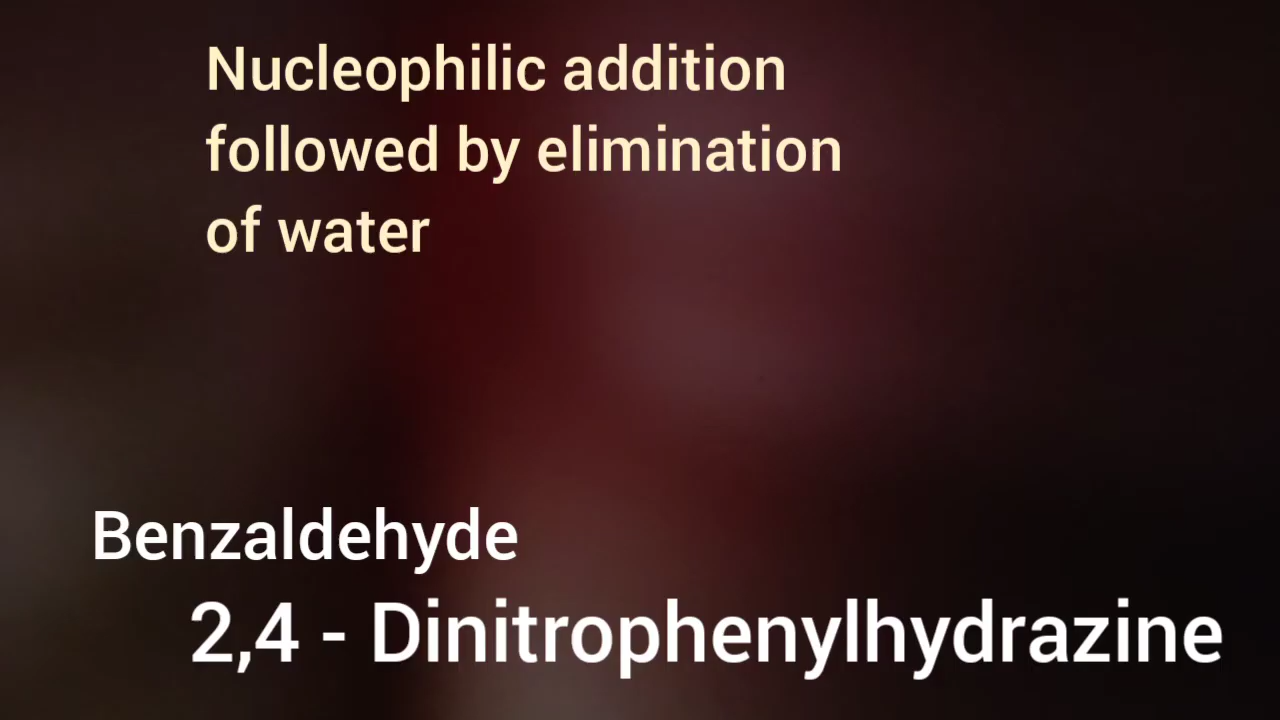 Nucleophilic addition
followed by elimination
of water
Benzaldehyde
2,4 - Dinitrophenylhydrazine